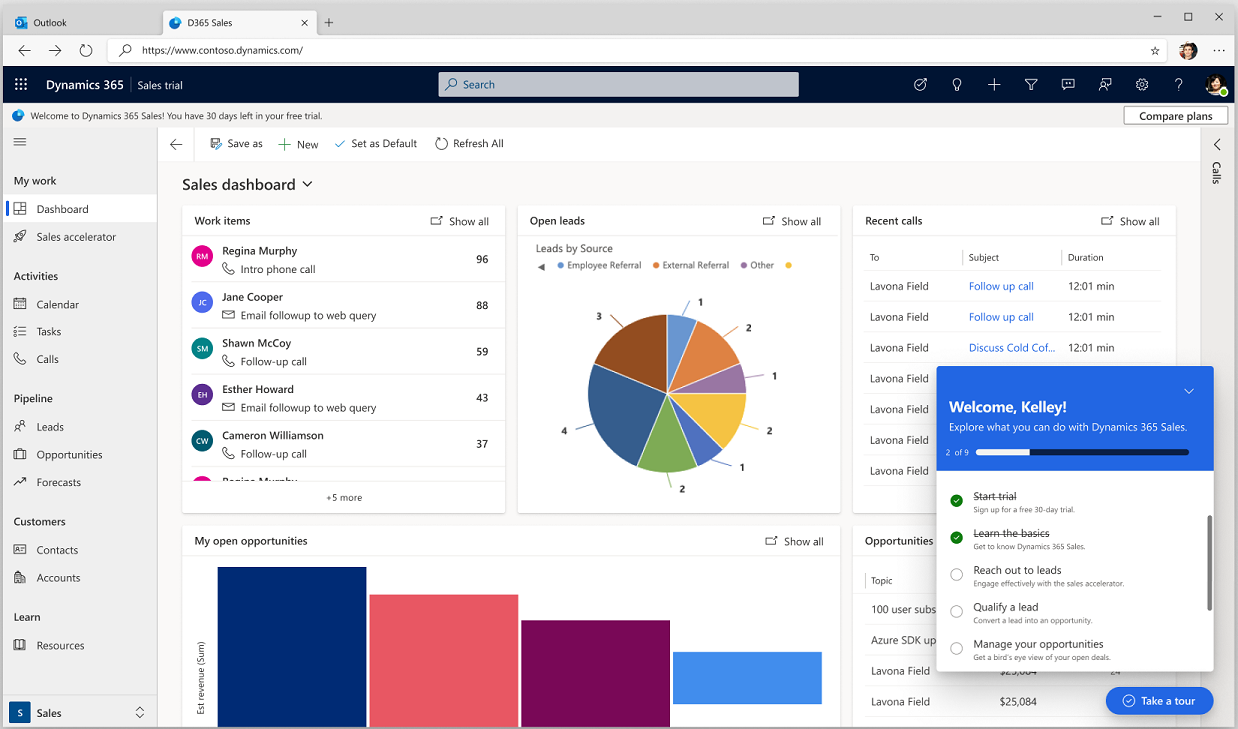 Outlook
D365 Sales
https://www.contoso.dynamics.com/
Dynamics 365 Sales trial
Search
Welcome to Dynamics 365 Sales! You have 30 days left in your free trial.
Compare plans
Save as New Set as Default Refresh All
Calls
My work
Dashboard
Sales accelerator
Activities
Calendar
Tasks
Calls
Pipeline
Leads
Opportunities
Forecasts
Customers
Contacts
Accounts
Learn
Resources
S Sales
Sales dashboard
Work items Show all
RM Regina Murphy
Intro phone call 96
JC Jane Cooper
Email followup to web query 88
SM Shawn McCoy
Follow-up call 59
EH Esther Howard
Email followup to web query 43
CW Cameron Williamson
Follow-up call 37
+5 more
Open leads Show all
Leads by Source
Employee Referral External Referral Other
1
2
1
2
1
2
4
3
Recent calls Show all
To Subject Duration
Lavona Field Follow up call 12:01 min
Lavona Field Follow up call 12:01 min
Lavona Field Discuss Cold Cof... 12:01 min
Lavona Field
Lavona Field
Lavona Field
Lavona Field
My open opportunities Show all
Est revenue (Sum)
Opportunities
Topic
100 user subs
Azure SDK up
Lavona Field $25,084 24
Lavona Field $25,084
Welcome, Kelley!
Explore what you can do with Dynamics 365 Sales.
2 of 9
Start trial
Sign up for a free 30-day trial.
Learn the basics
Get to know Dynamics 365 Sales.
Reach out to leads
Engage effectively with the sales accelerator.
Qualify a lead
Convert a lead into an opportunity.
Manage your opportunities
Get a bird's eye view of your open deals.
Take a tour